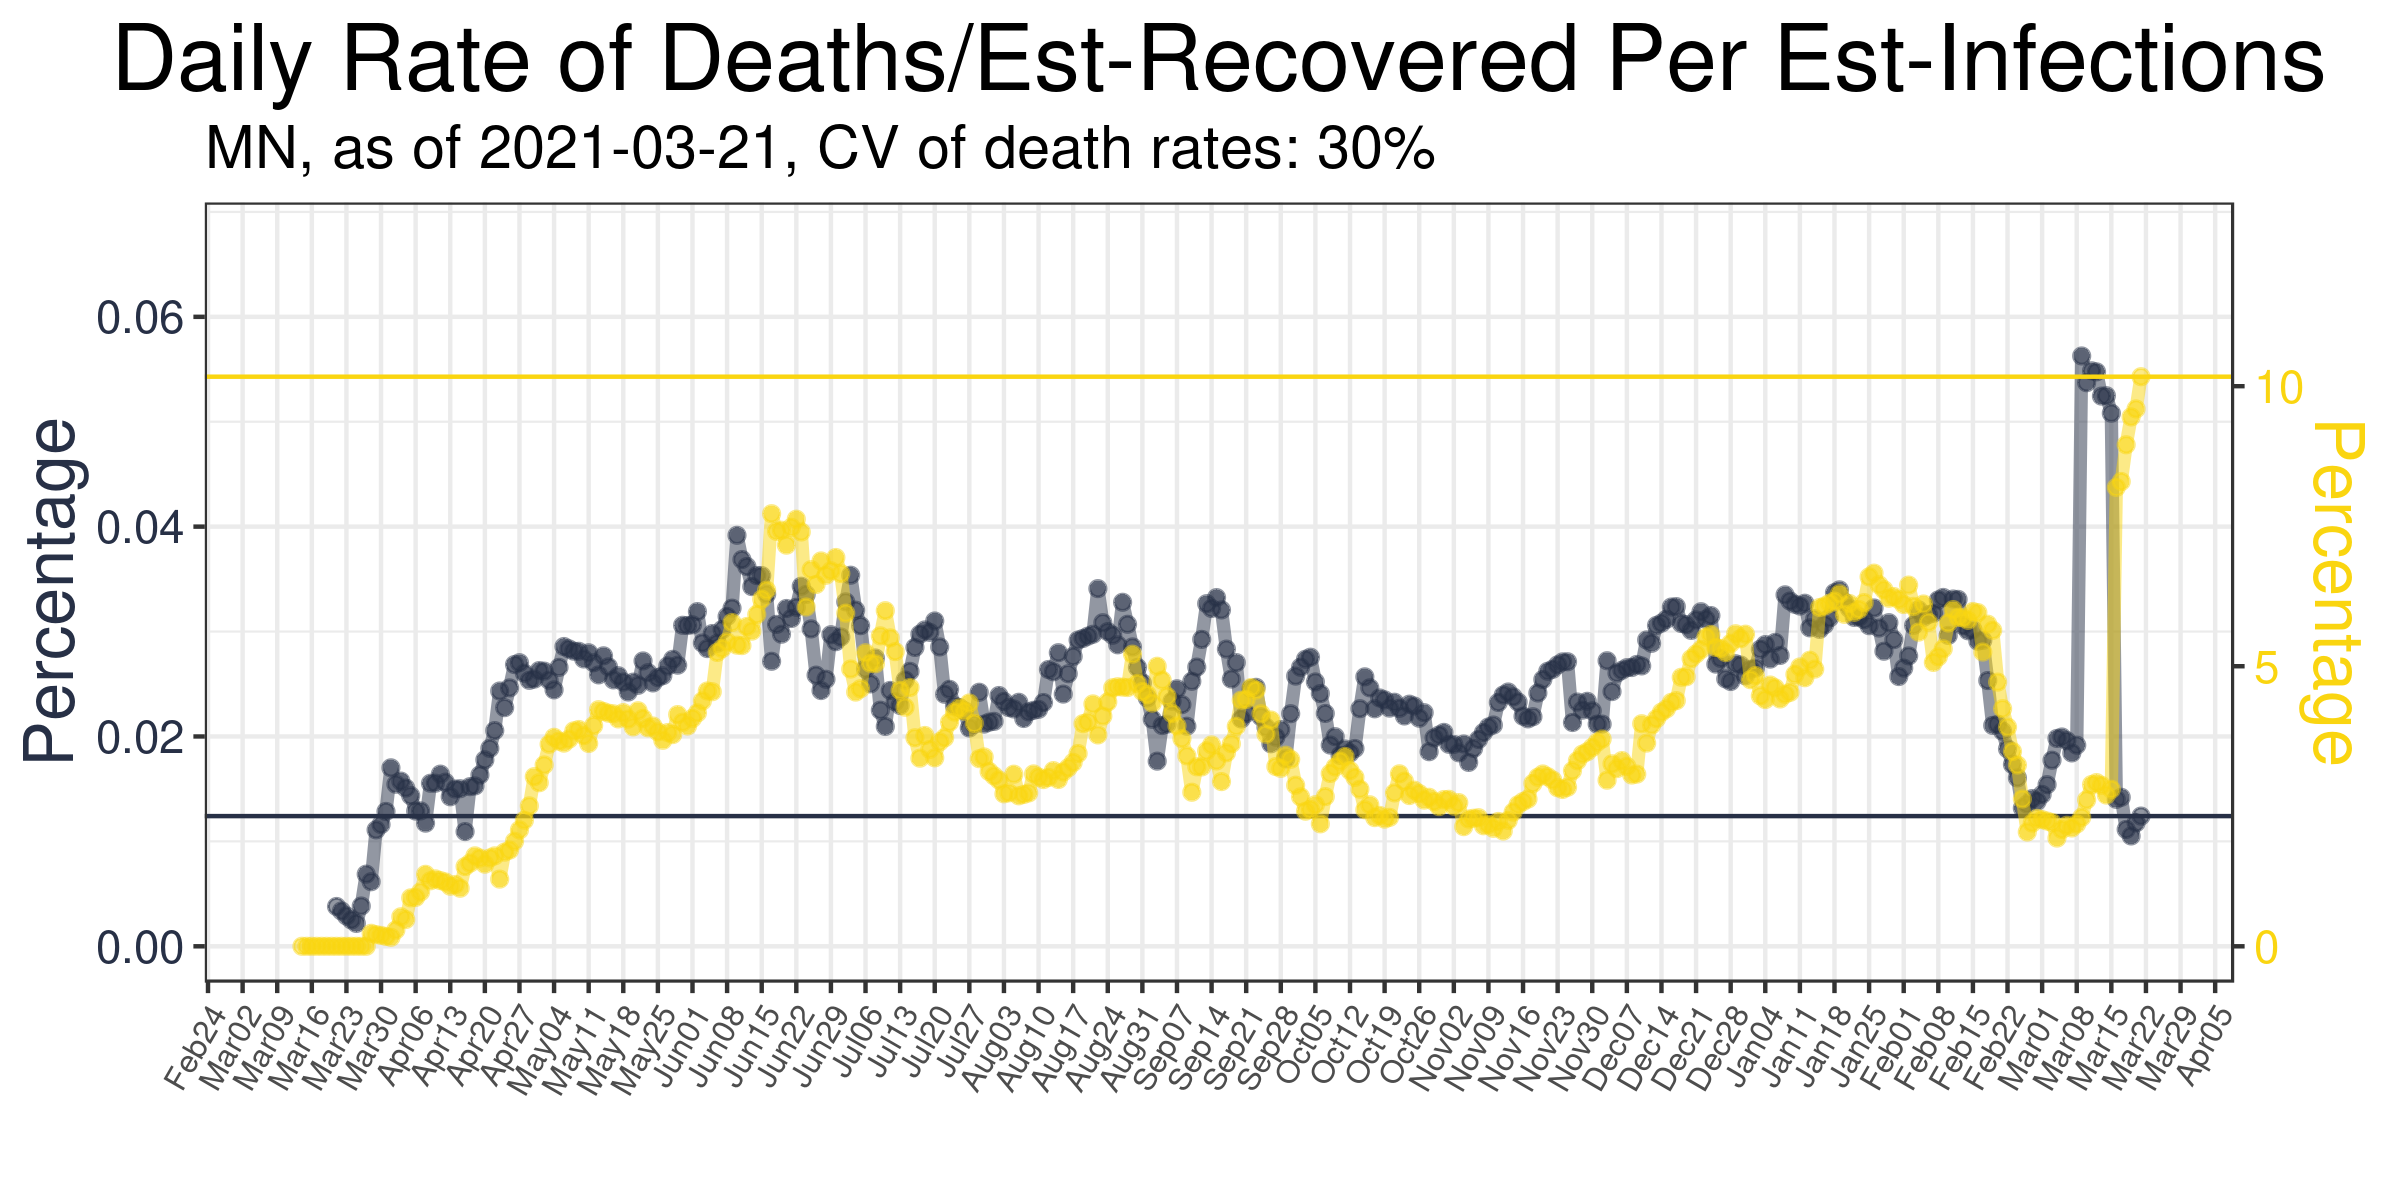 Daily Rate of Deaths/Est-Recovered Per Est-Infections
MN, as of 2021-03-21, CV of death rates: 30%
Percentage
0.06
0.04
0.02
0.00
10
5
0
Percentage
Feb24
Mar02
Mar09
Mar16
Mar23
Mar30
Apr06
Apr13
Apr20
Apr27
May04
May11
May18
May25
Jun01
Jun08
Jun15
Jun22
Jun29
Jul06
Jul13
Jul20
Jul27
Aug03
Aug10
Aug17
Aug24
Aug31
Sep07
Sep14
Sep21
Sep28
Oct05
Oct12
Oct19
Oct26
Nov02
Nov09
Nov16
Nov23
Nov30
Dec07
Dec14
Dec21
Dec28
Jan04
Jan11
Jan18
Jan25
Feb01
Feb08
Feb15
Feb22
Mar01
Mar08
Mar15
Mar22
Mar29
Apr05